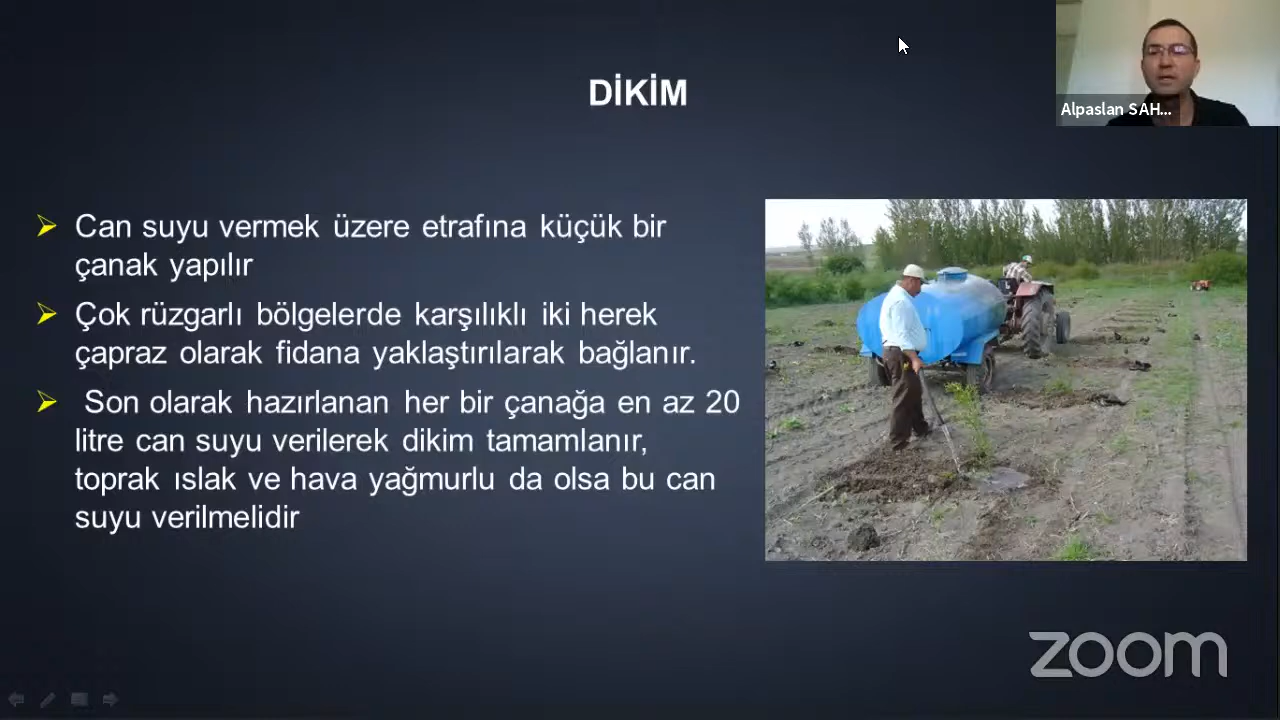 DİKİM
Alpaslan SAH...
Can suyu vermek üzere etrafına küçük bir
çanak yapılır
Çok rüzgarlı bölgelerde karşılıklı iki herek
çapraz olarak fidana yaklaştırılarak bağlanır.
Son olarak hazırlanan her bir çanağa en az 20
litre can suyu verilerek dikim tamamlanır,
toprak ıslak ve hava yağmurlu da olsa bu can
suyu verilmelidir
zoom